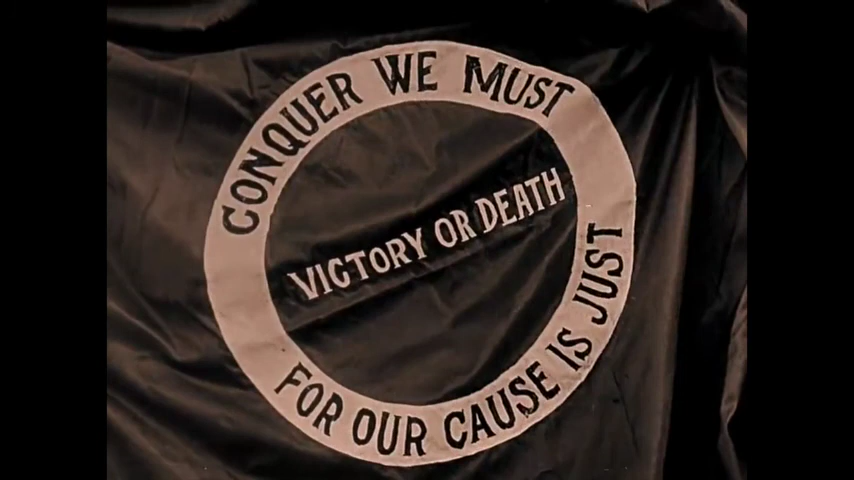 CONQUER WE MUST
VICTORY OR DEATH
FOR OUR CAUSE IS JUST